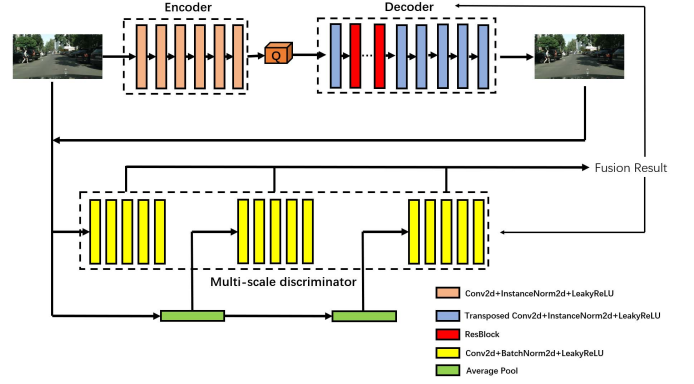 Encoder
Decoder
Q
Fusion Result
Multi-scale discriminator
Conv2d+InstanceNorm2d+LeakyReLU
Transposed Conv2d+InstanceNorm2d+LeakyReLU
ResBlock
Conv2d+BatchNorm2d+LeakyReLU
Average Pool